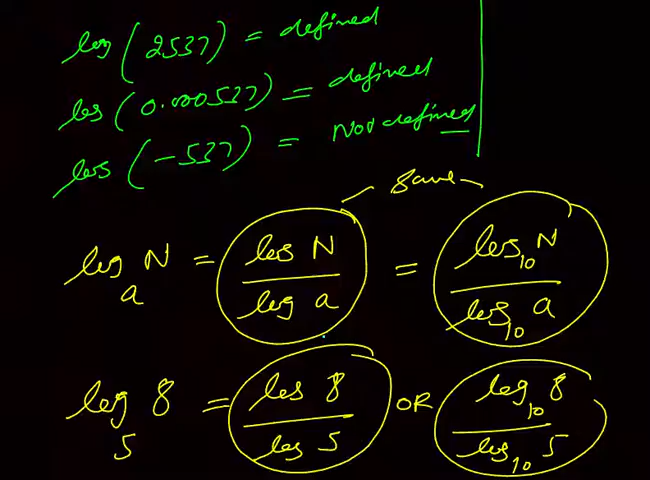 log (2537) = defined
log (0.000537) = defined
log (-537) = Not defined
same
log_a N = log N / log a = log_10 N / log_10 a
log_5 8 = log 8 / log 5 OR log_10 8 / log_10 5